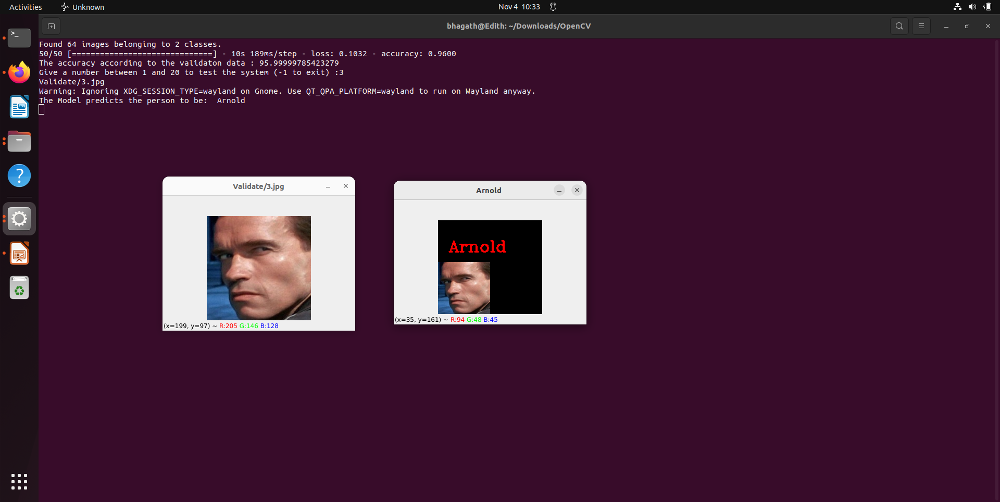 Activities
Unknown
Nov 4 10:33
bhagath@Edith: ~/Downloads/OpenCV
Found 64 images belonging to 2 classes.
50/50 [==============================] - 10s 189ms/step - loss: 0.1032 - accuracy: 0.9600
The accuracy according to the validaton data : 95.99999785423279
Give a number between 1 and 20 to test the system (-1 to exit) :3
Validate/3.jpg
Warning: Ignoring XDG_SESSION_TYPE=wayland on Gnome. Use QT_QPA_PLATFORM=wayland to run on Wayland anyway.
The Model predicts the person to be:  Arnold
Validate/3.jpg
(x=199, y=97) ~ R:205 G:146 B:128
Arnold
Arnold
(x=35, y=161) ~ R:94 G:48 B:45